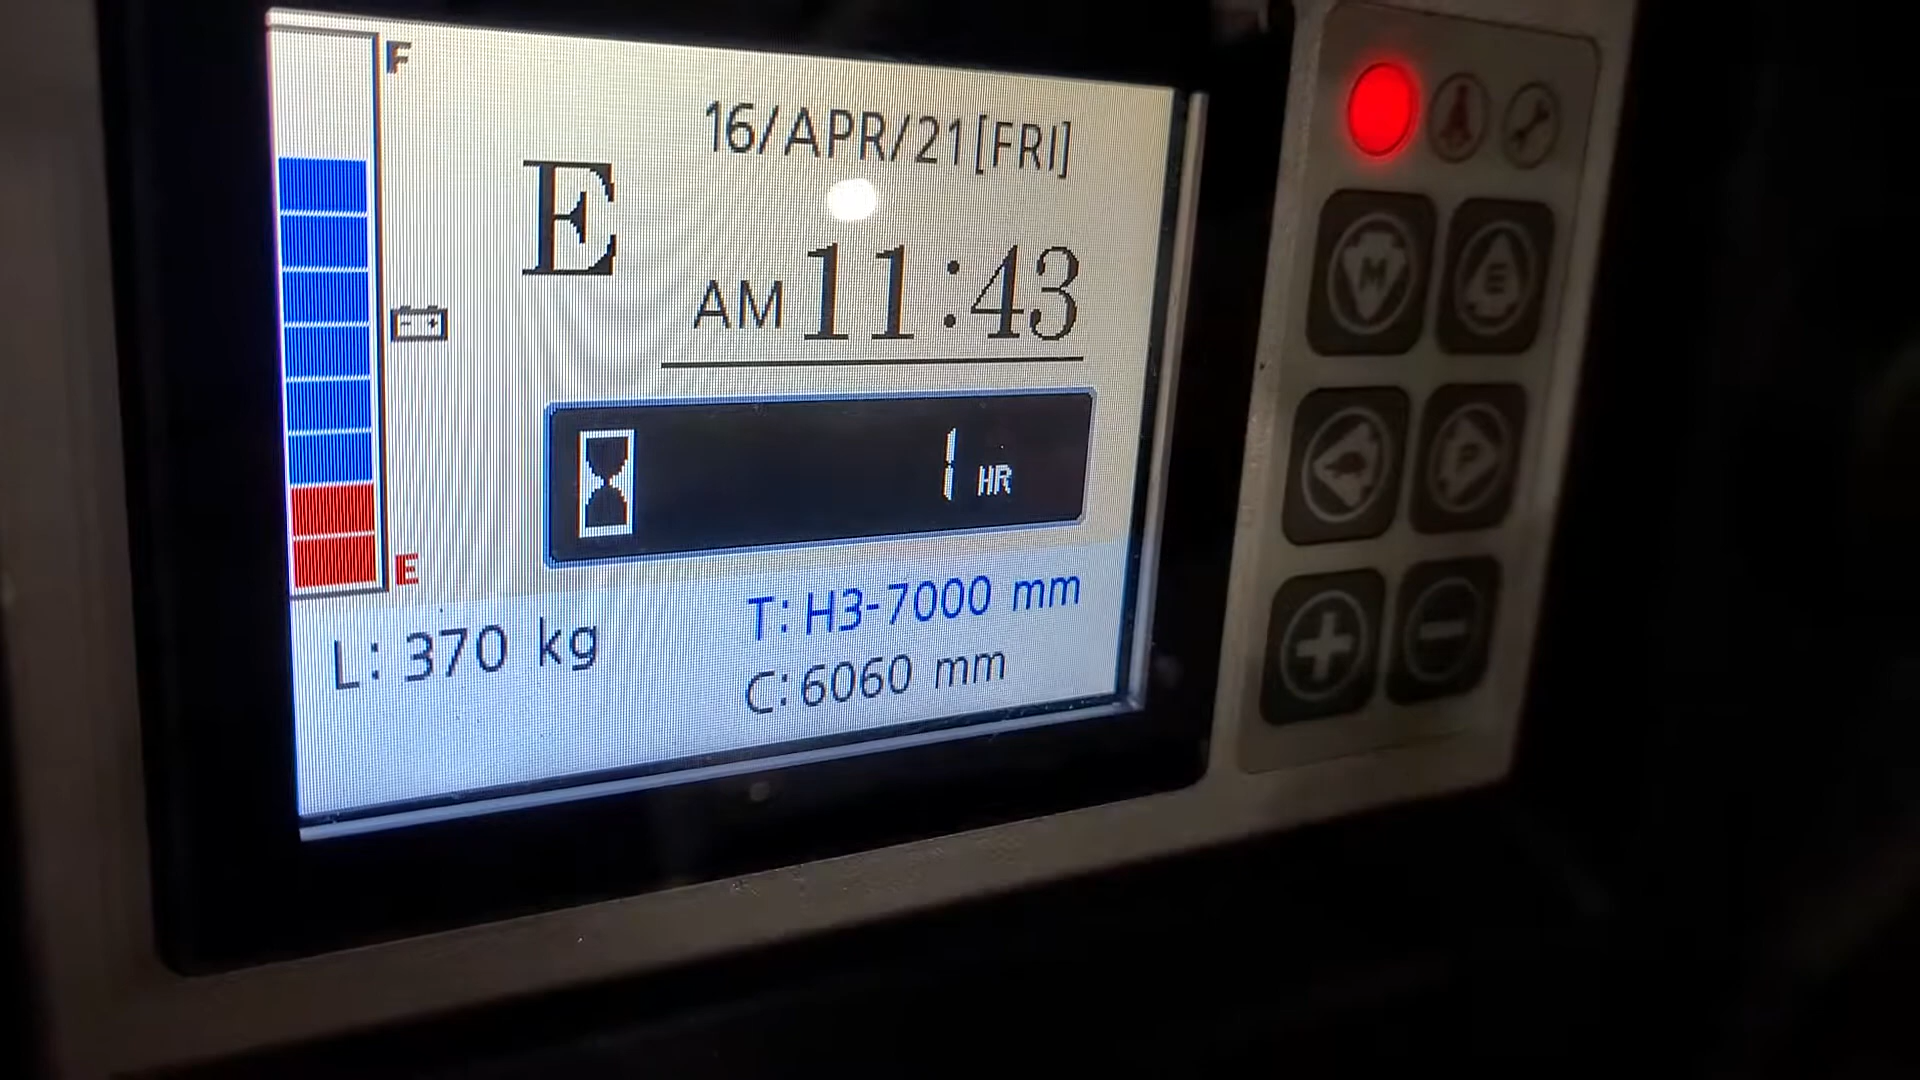 F
16/APR/21[FRI]
E
AM 11:43
1 HR
E
L: 370 kg
T: H3-7000 mm
C: 6060 mm
M
E
P